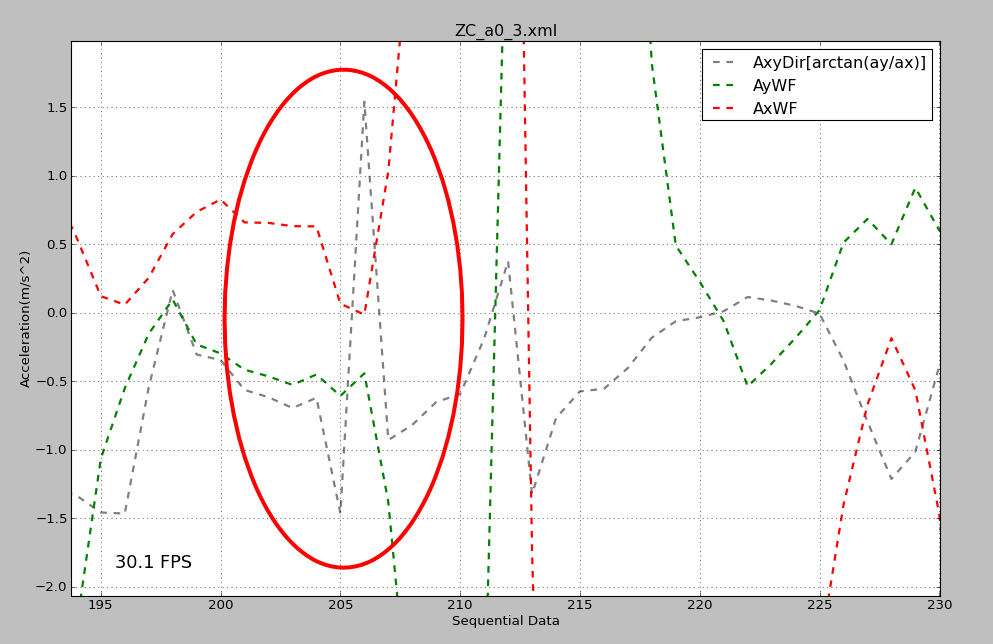 ZC_a0_3.xml
AxyDir[arctan(ay/ax)]
AyWF
AxWF
1.5
1.0
0.5
0.0
−0.5
−1.0
−1.5
−2.0
Acceleration(m/s^2)
30.1 FPS
195 200 205 210 215 220 225 230
Sequential Data